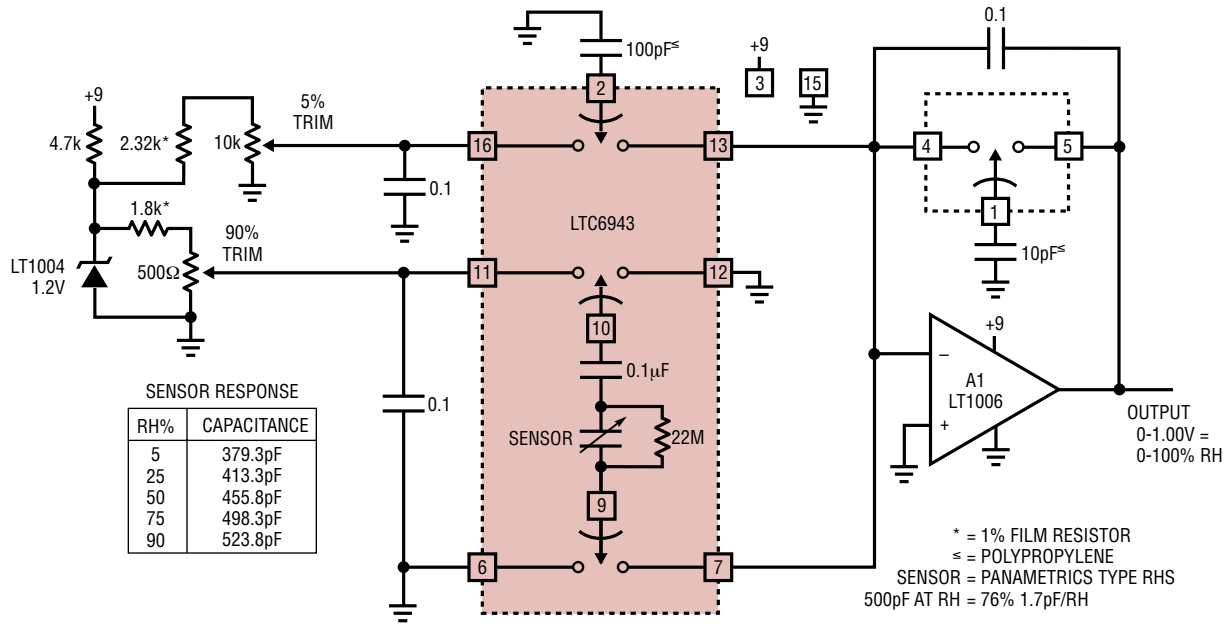 0.1
100pF≤
+9
2
3
15
+9
5%
TRIM
4.7k
2.32k*
10k
16
13
4
5
0.1
1
1.8k*
LTC6943
90%
TRIM
10pF≤
LT1004
1.2V
500Ω
11
12
10
+9
0.1μF
–
A1
LT1006
+
SENSOR RESPONSE
0.1
RH% CAPACITANCE
5 379.3pF
25 413.3pF
50 455.8pF
75 498.3pF
90 523.8pF
SENSOR
22M
OUTPUT
0-1.00V =
0-100% RH
9
6
7
* = 1% FILM RESISTOR
≤ = POLYPROPYLENE
SENSOR = PANAMETRICS TYPE RHS
500pF AT RH = 76% 1.7pF/RH